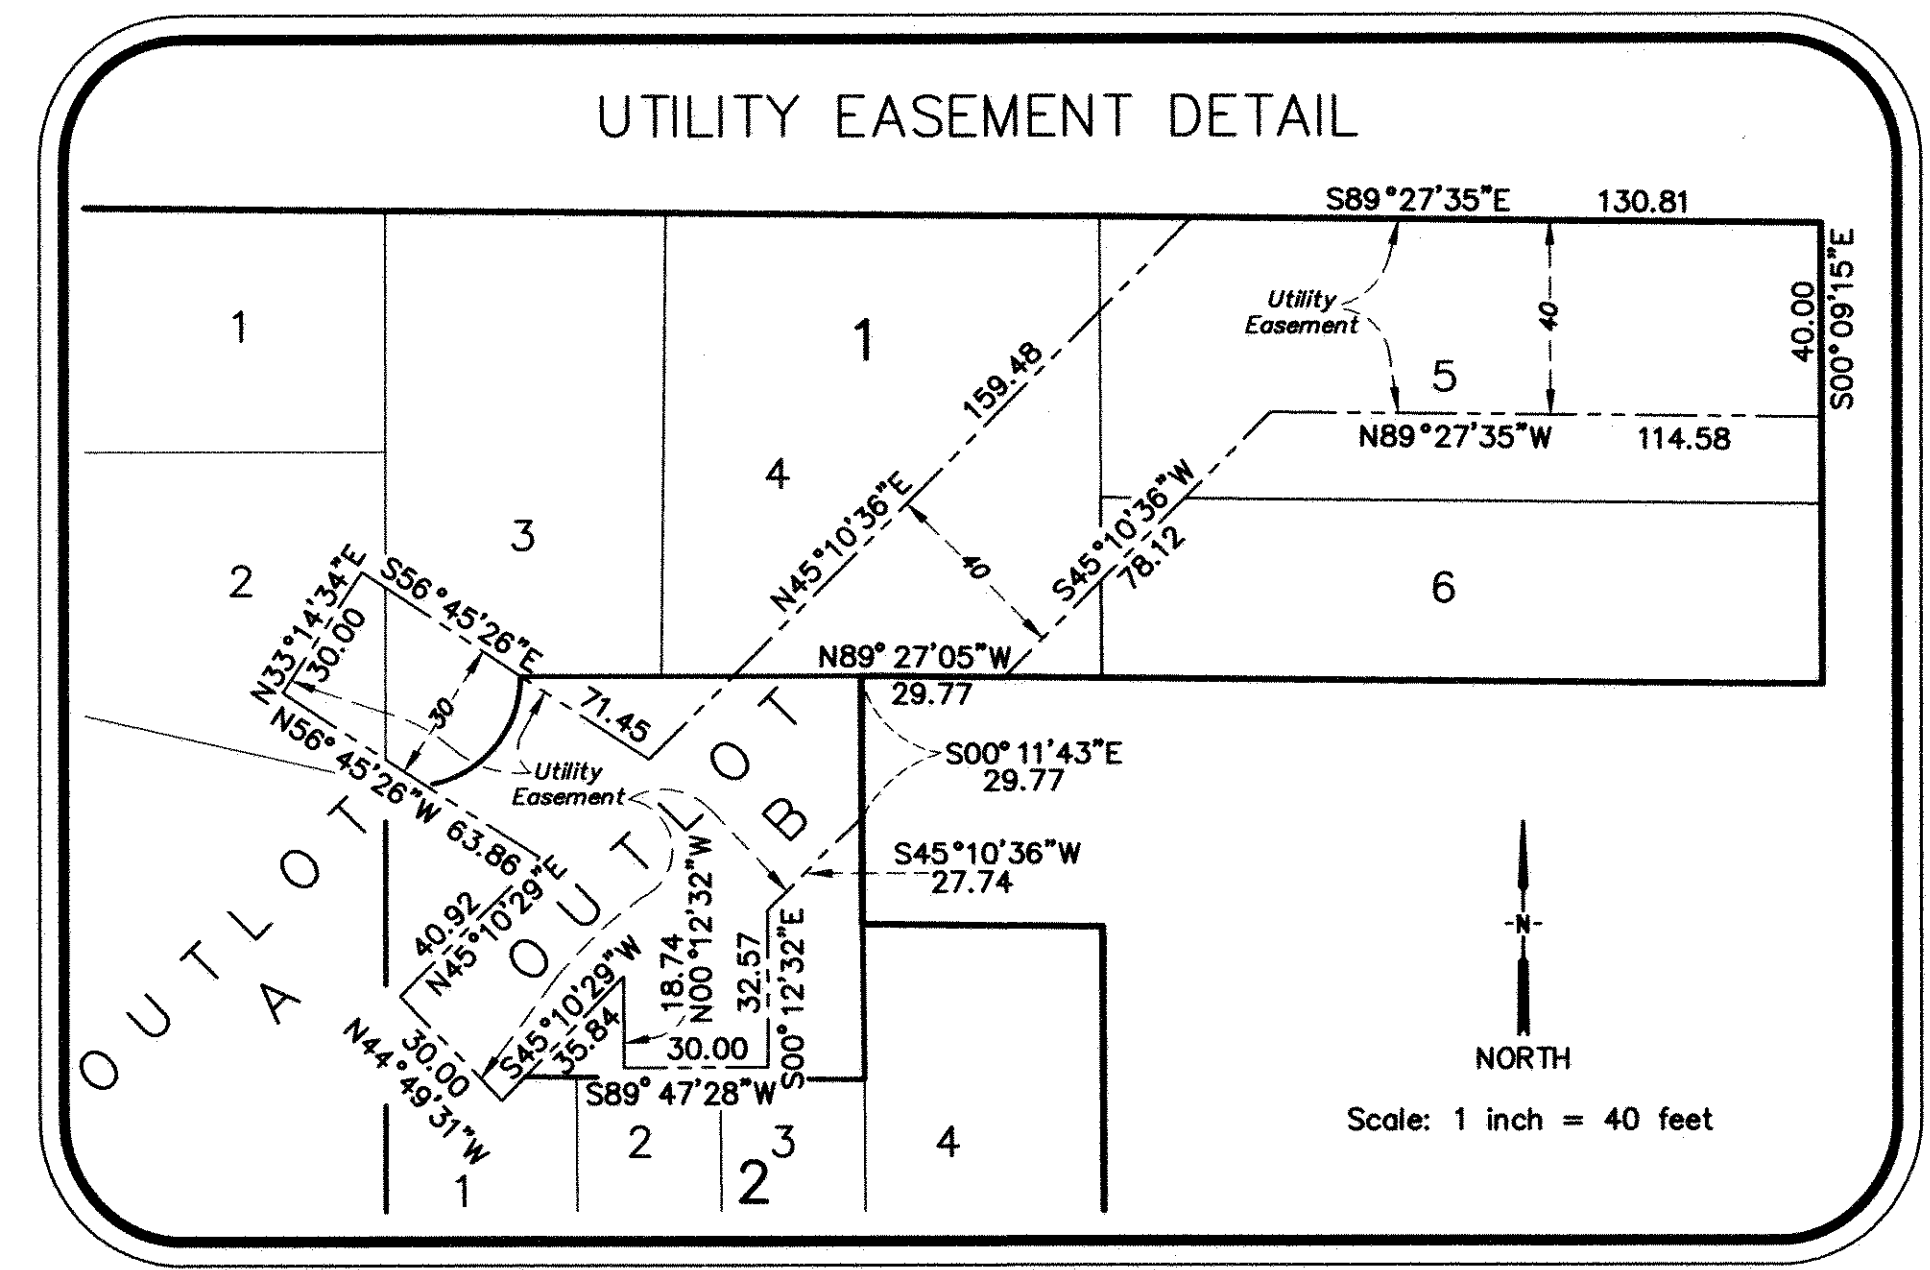 UTILITY EASEMENT DETAIL
S89°27'35"E 130.81
S00°09'15"E
40.00
1
1
Utility
Easement
40
5
159.48
N89°27'35"W 114.58
4
N45°10'36"E
S45°10'36"W
78.12
40
3
2
6
N33°14'34"E
30.00
S56°45'26"E
N89°27'05"W
29.77
30
71.45
N56°45'26"W 63.86
Utility
Easement
S00°11'43"E
29.77
OUTLOT
B
S45°10'36"W
27.74
OUTLOT
A
40.92
N45°10'29"E
18.74
N00°12'32"W
32.57
S00°12'32"E
-N-
S45°10'29"W
35.84
30.00
N44°49'31"W
30.00
S89°47'28"W
NORTH
Scale: 1 inch = 40 feet
1
2
3
2
4